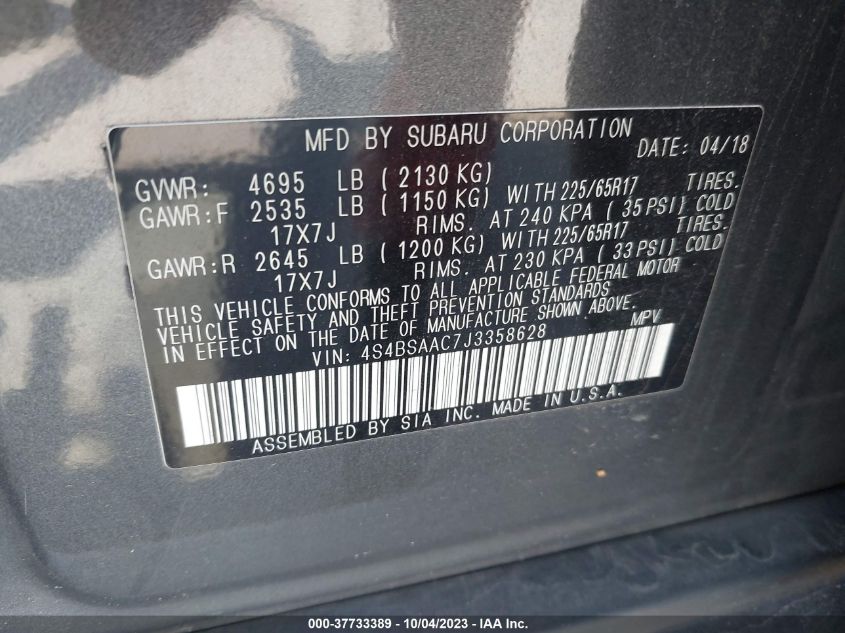 MFD BY SUBARU CORPORATION DATE: 04/18
GVWR: 4695 LB ( 2130 KG)
GAWR:F 2535 LB ( 1150 KG) WITH 225/65R17 TIRES.
17X7J RIMS. AT 240 KPA ( 35 PSI) COLD
GAWR:R 2645 LB ( 1200 KG) WITH 225/65R17 TIRES.
17X7J RIMS. AT 230 KPA ( 33 PSI) COLD
THIS VEHICLE CONFORMS TO ALL APPLICABLE FEDERAL MOTOR
VEHICLE SAFETY AND THEFT PREVENTION STANDARDS
IN EFFECT ON THE DATE OF MANUFACTURE SHOWN ABOVE.
VIN: 4S4BSAAC7J3358628 MPV
ASSEMBLED BY SIA INC. MADE IN U.S.A.
000-37733389 - 10/04/2023 - IAA Inc.